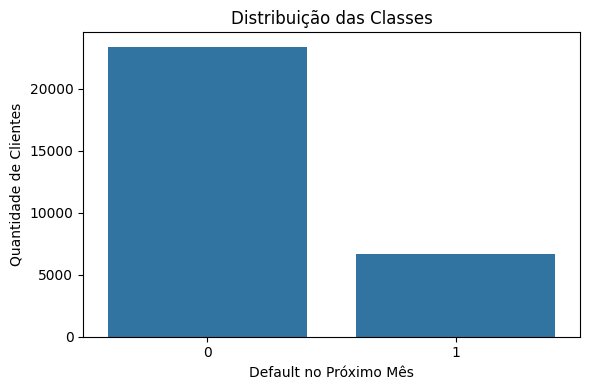 Distribuição das Classes
Quantidade de Clientes
20000
15000
10000
5000
0
0 1
Default no Próximo Mês